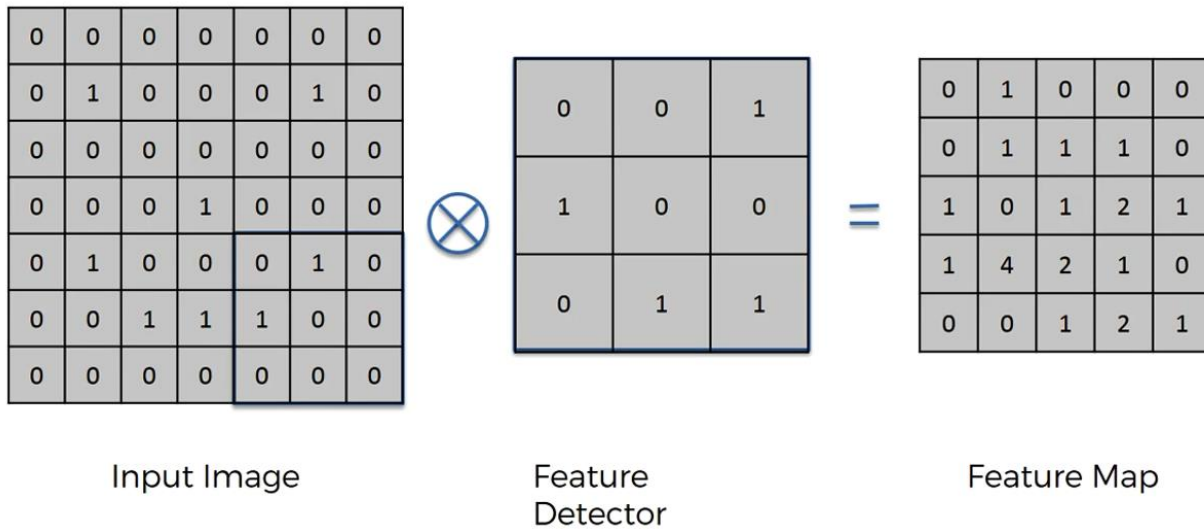 0 0 0 0 0 0 0
0 1 0 0 0 1 0
0 0 0 0 0 0 0
0 0 0 1 0 0 0
0 1 0 0 0 1 0
0 0 1 1 1 0 0
0 0 0 0 0 0 0
0 0 1
1 0 0
0 1 1
=
0 1 0 0 0
0 1 1 1 0
1 0 1 2 1
1 4 2 1 0
0 0 1 2 1
Input Image
Feature
Detector
Feature Map